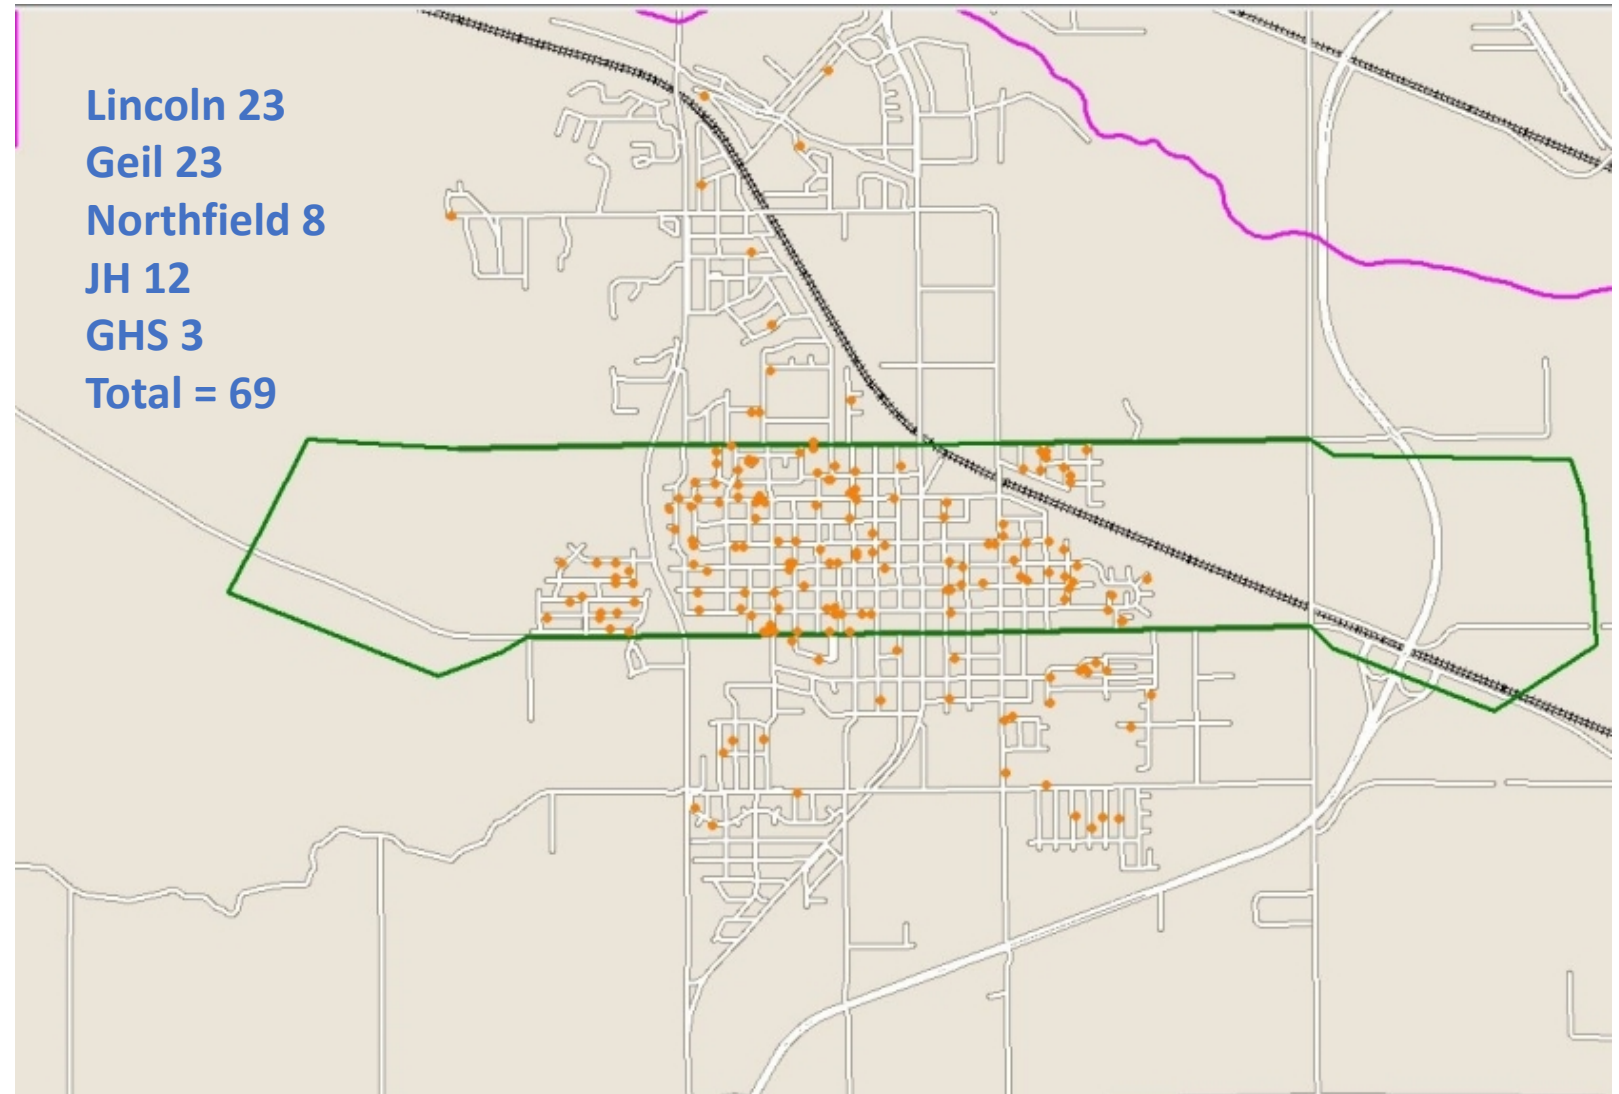 Lincoln 23
Geil 23
Northfield 8
JH 12
GHS 3
Total = 69